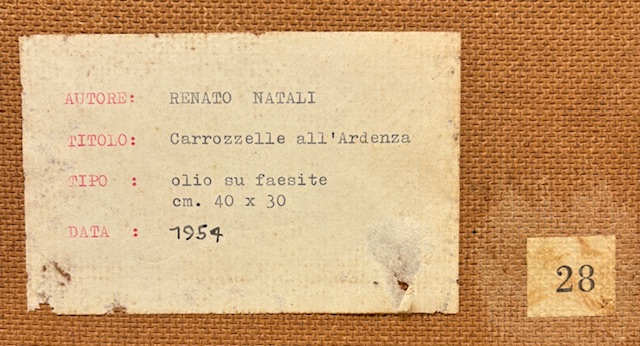 AUTORE: RENATO NATALI
TITOLO: Carrozzelle all'Ardenza
TIPO : olio su faesite
cm. 40 x 30
DATA : 1954
28